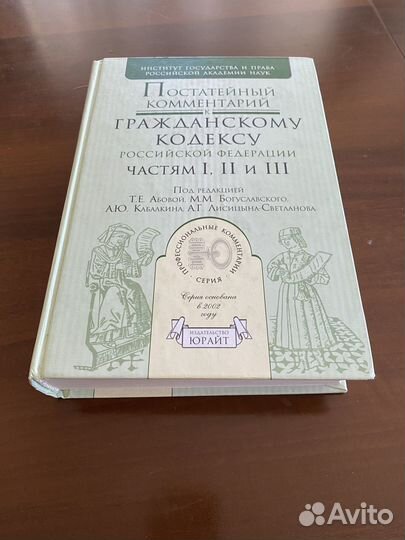 ИНСТИТУТ ГОСУДАРСТВА И ПРАВА
РОССИЙСКОЙ АКАДЕМИИ НАУК
ПОСТАТЕЙНЫЙ
КОММЕНТАРИЙ
К
ГРАЖДАНСКОМУ
КОДЕКСУ
РОССИЙСКОЙ ФЕДЕРАЦИИ
ЧАСТЯМ I, II И III
ПОД РЕДАКЦИЕЙ
Т.Е. АБОВОЙ, М.М. БОГУСЛАВСКОГО,
А.Ю. КАБАЛКИНА, А.Г. ЛИСИЦЫНА-СВЕТЛАНОВА
ПРОФЕССИОНАЛЬНЫЕ КОММЕНТАРИИ
СЕРИЯ
Серия основана
в 2002
году
ИЗДАТЕЛЬСТВО
ЮРАЙТ
Avito